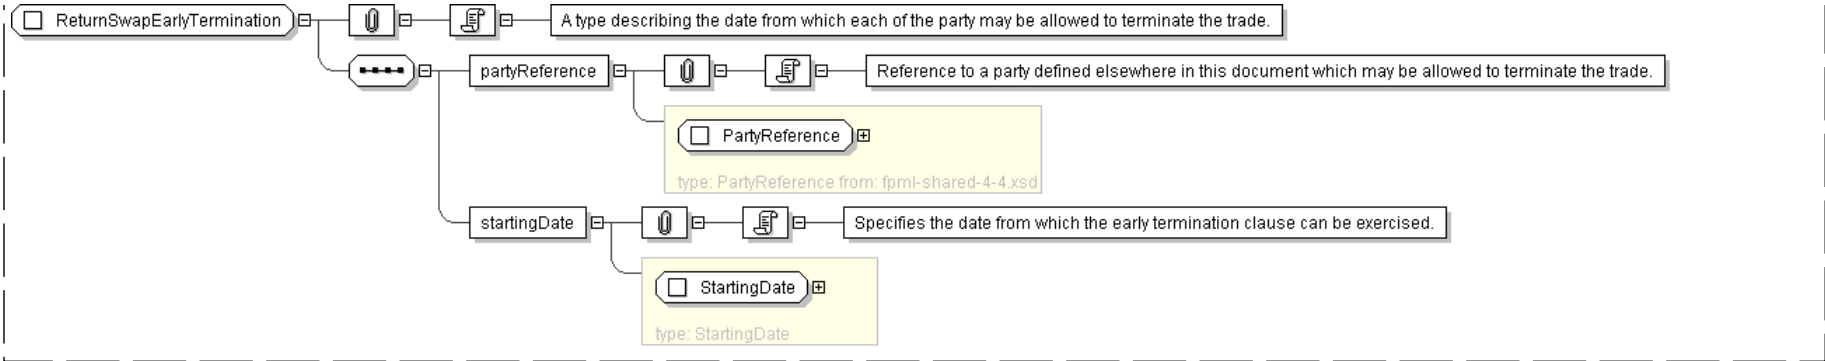 ReturnSwapEarlyTermination
A type describing the date from which each of the party may be allowed to terminate the trade.
partyReference
Reference to a party defined elsewhere in this document which may be allowed to terminate the trade.
PartyReference
type: PartyReference from: fpml-shared-4-4.xsd
startingDate
Specifies the date from which the early termination clause can be exercised.
StartingDate
type: StartingDate